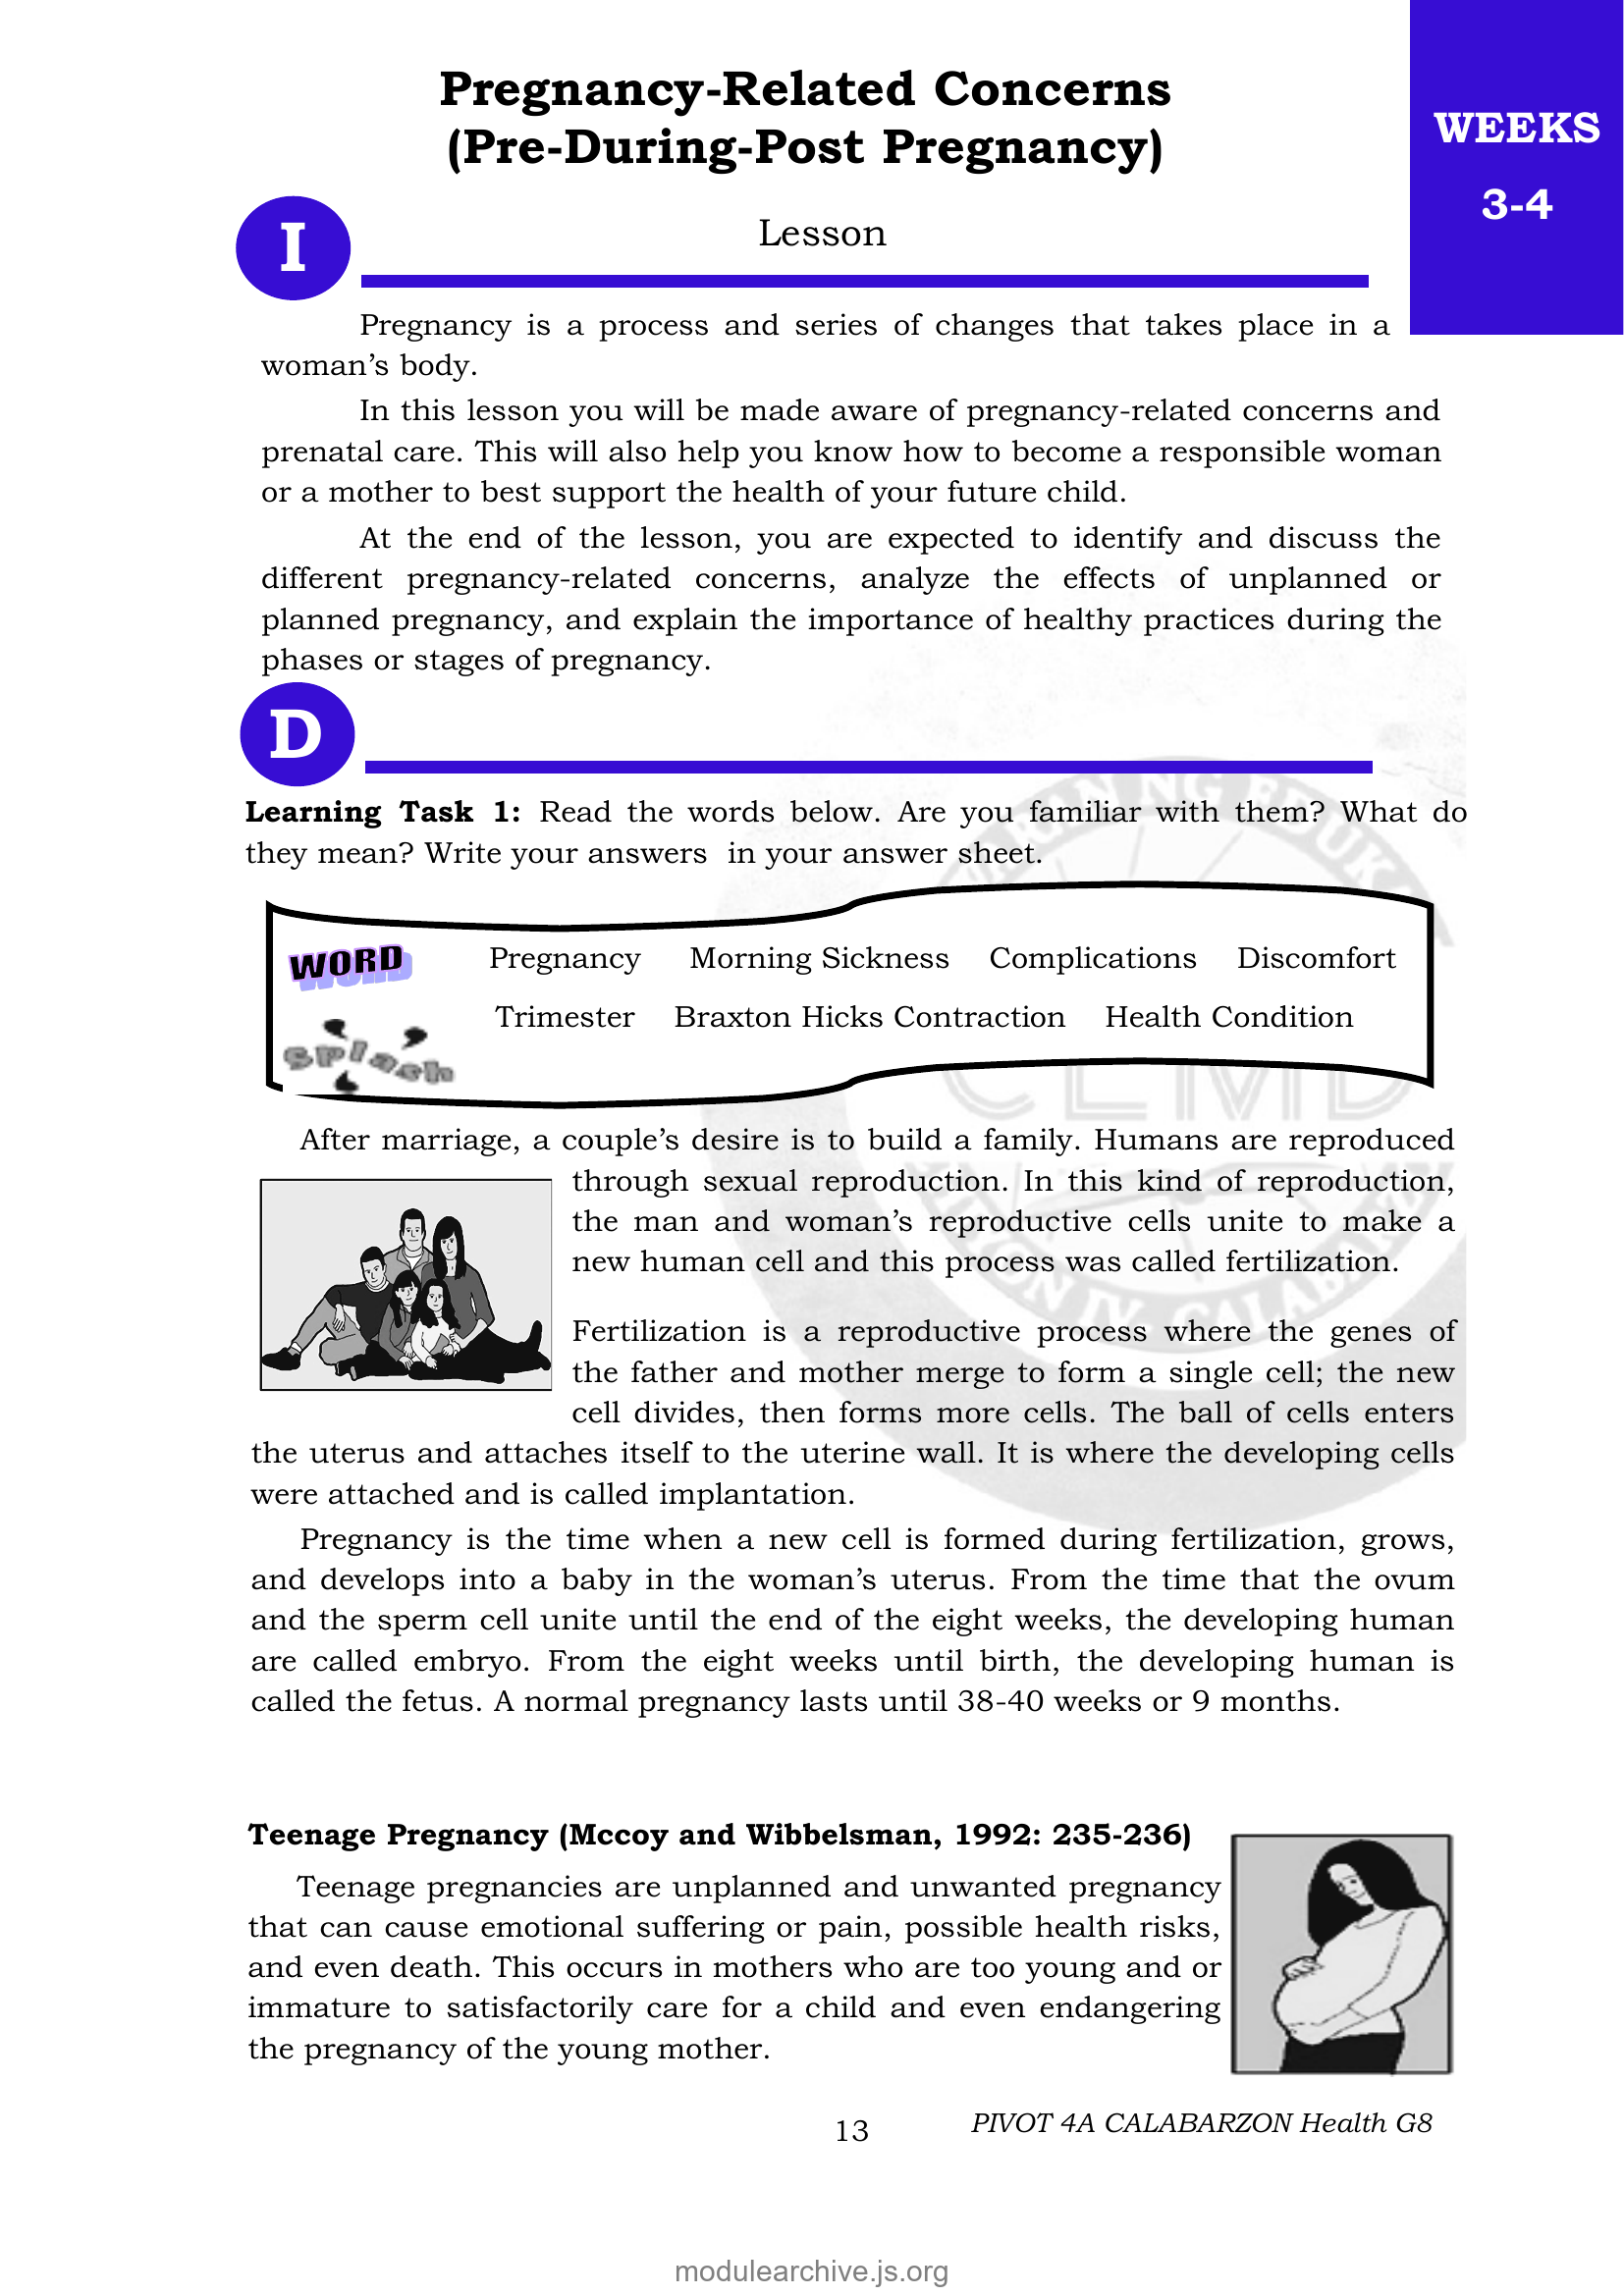 Pregnancy-Related Concerns
(Pre-During-Post Pregnancy)
WEEKS
3-4
I
Lesson
Pregnancy is a process and series of changes that takes place in a
woman’s body.
In this lesson you will be made aware of pregnancy-related concerns and
prenatal care. This will also help you know how to become a responsible woman
or a mother to best support the health of your future child.
At the end of the lesson, you are expected to identify and discuss the
different pregnancy-related concerns, analyze the effects of unplanned or
planned pregnancy, and explain the importance of healthy practices during the
phases or stages of pregnancy.
D
Learning Task 1: Read the words below. Are you familiar with them? What do
they mean? Write your answers in your answer sheet.
WORD
splash
Pregnancy Morning Sickness Complications Discomfort
Trimester Braxton Hicks Contraction Health Condition
After marriage, a couple’s desire is to build a family. Humans are reproduced
through sexual reproduction. In this kind of reproduction,
the man and woman’s reproductive cells unite to make a
new human cell and this process was called fertilization.
Fertilization is a reproductive process where the genes of
the father and mother merge to form a single cell; the new
cell divides, then forms more cells. The ball of cells enters
the uterus and attaches itself to the uterine wall. It is where the developing cells
were attached and is called implantation.
Pregnancy is the time when a new cell is formed during fertilization, grows,
and develops into a baby in the woman’s uterus. From the time that the ovum
and the sperm cell unite until the end of the eight weeks, the developing human
are called embryo. From the eight weeks until birth, the developing human is
called the fetus. A normal pregnancy lasts until 38-40 weeks or 9 months.
Teenage Pregnancy (Mccoy and Wibbelsman, 1992: 235-236)
Teenage pregnancies are unplanned and unwanted pregnancy
that can cause emotional suffering or pain, possible health risks,
and even death. This occurs in mothers who are too young and or
immature to satisfactorily care for a child and even endangering
the pregnancy of the young mother.
13
PIVOT 4A CALABARZON Health G8
modulearchive.js.org